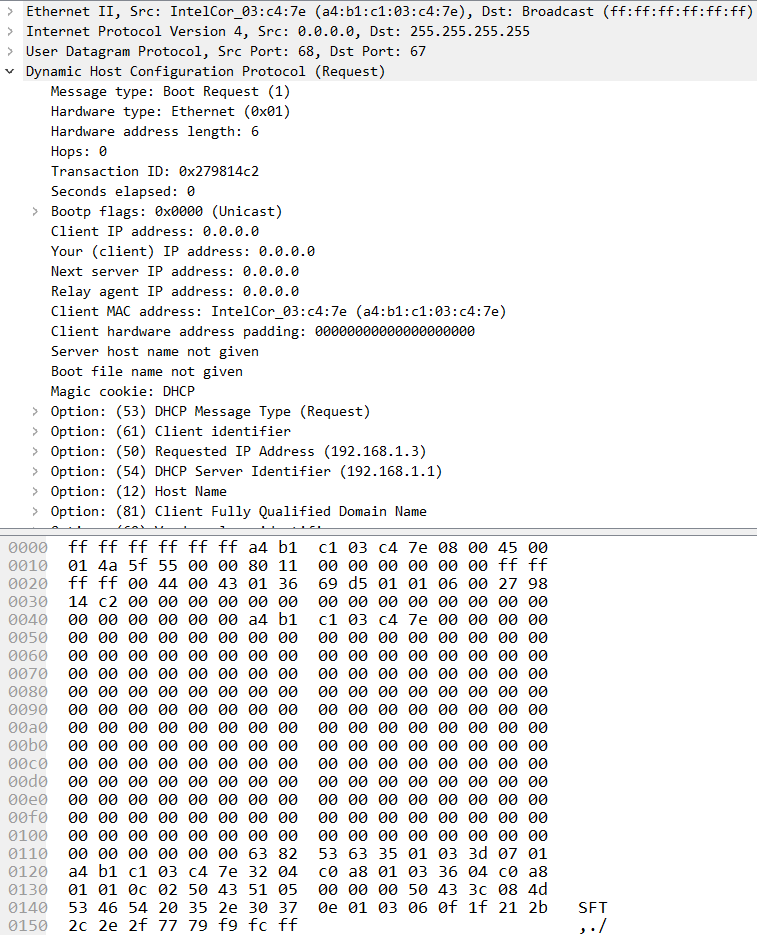 Ethernet II, Src: IntelCor_03:c4:7e (a4:b1:c1:03:c4:7e), Dst: Broadcast (ff:ff:ff:ff:ff:ff)
Internet Protocol Version 4, Src: 0.0.0.0, Dst: 255.255.255.255
User Datagram Protocol, Src Port: 68, Dst Port: 67
Dynamic Host Configuration Protocol (Request)
Message type: Boot Request (1)
Hardware type: Ethernet (0x01)
Hardware address length: 6
Hops: 0
Transaction ID: 0x279814c2
Seconds elapsed: 0
Bootp flags: 0x0000 (Unicast)
Client IP address: 0.0.0.0
Your (client) IP address: 0.0.0.0
Next server IP address: 0.0.0.0
Relay agent IP address: 0.0.0.0
Client MAC address: IntelCor_03:c4:7e (a4:b1:c1:03:c4:7e)
Client hardware address padding: 00000000000000000000
Server host name not given
Boot file name not given
Magic cookie: DHCP
Option: (53) DHCP Message Type (Request)
Option: (61) Client identifier
Option: (50) Requested IP Address (192.168.1.3)
Option: (54) DHCP Server Identifier (192.168.1.1)
Option: (12) Host Name
Option: (81) Client Fully Qualified Domain Name
0000 ff ff ff ff ff ff a4 b1 c1 03 c4 7e 08 00 45 00
0010 01 4a 5f 55 00 00 80 11 00 00 00 00 00 00 ff ff
0020 ff ff 00 44 00 43 01 36 69 d5 01 01 06 00 27 98
0030 14 c2 00 00 00 00 00 00 00 00 00 00 00 00 00 00
0040 00 00 00 00 00 00 a4 b1 c1 03 c4 7e 00 00 00 00
0050 00 00 00 00 00 00 00 00 00 00 00 00 00 00 00 00
0060 00 00 00 00 00 00 00 00 00 00 00 00 00 00 00 00
0070 00 00 00 00 00 00 00 00 00 00 00 00 00 00 00 00
0080 00 00 00 00 00 00 00 00 00 00 00 00 00 00 00 00
0090 00 00 00 00 00 00 00 00 00 00 00 00 00 00 00 00
00a0 00 00 00 00 00 00 00 00 00 00 00 00 00 00 00 00
00b0 00 00 00 00 00 00 00 00 00 00 00 00 00 00 00 00
00c0 00 00 00 00 00 00 00 00 00 00 00 00 00 00 00 00
00d0 00 00 00 00 00 00 00 00 00 00 00 00 00 00 00 00
00e0 00 00 00 00 00 00 00 00 00 00 00 00 00 00 00 00
00f0 00 00 00 00 00 00 00 00 00 00 00 00 00 00 00 00
0100 00 00 00 00 00 00 00 00 00 00 00 00 00 00 00 00
0110 00 00 00 00 00 00 63 82 53 63 35 01 03 3d 07 01
0120 a4 b1 c1 03 c4 7e 32 04 c0 a8 01 03 36 04 c0 a8
0130 01 01 0c 02 50 43 51 05 00 00 00 50 43 3c 08 4d
0140 53 46 54 20 35 2e 30 37 0e 01 03 06 0f 1f 21 2b SFT
0150 2c 2e 2f 77 79 f9 fc ff ,./